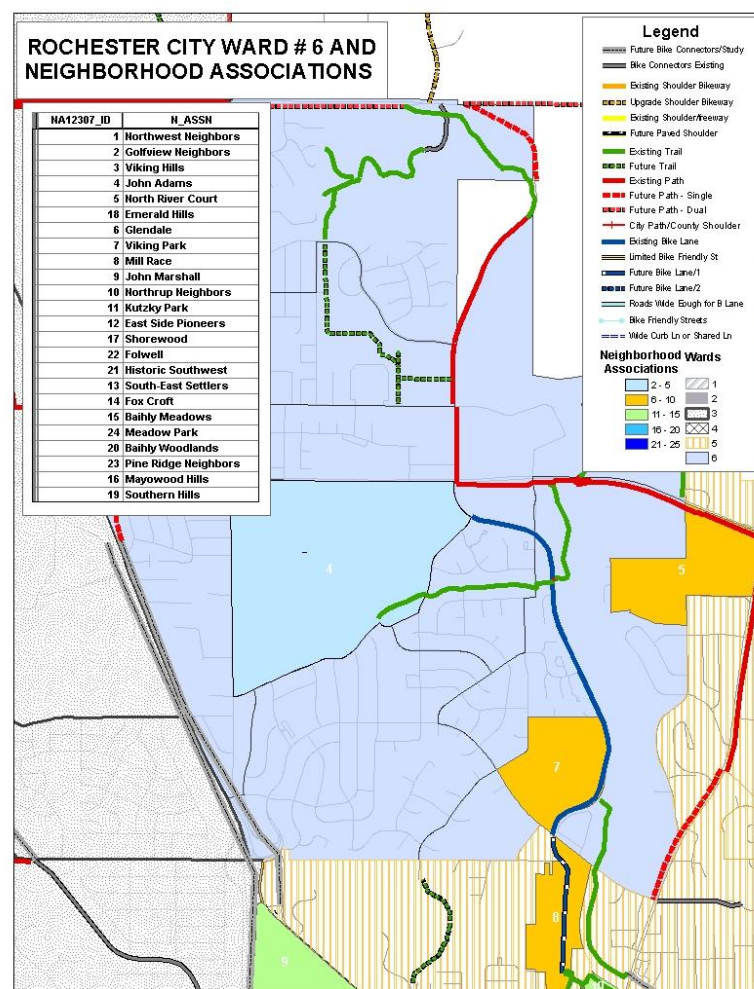 ROCHESTER CITY WARD # 6 AND
NEIGHBORHOOD ASSOCIATIONS
NA12307_ID N_ASSN
1 Northwest Neighbors
2 Golfview Neighbors
3 Viking Hills
4 John Adams
5 North River Court
18 Emerald Hills
6 Glendale
7 Viking Park
8 Mill Race
9 John Marshall
10 Northrup Neighbors
11 Kutzky Park
12 East Side Pioneers
17 Shorewood
22 Folwell
21 Historic Southwest
13 South-East Settlers
14 Fox Croft
15 Baihly Meadows
24 Meadow Park
20 Baihly Woodlands
23 Pine Ridge Neighbors
16 Mayowood Hills
19 Southern Hills
Legend
Future Bike Connectors/Study
Bike Connectors Existing
Existing Shoulder Bikeway
Upgrade Shoulder Bikeway
Existing Shoulder/freeway
Future Paved Shoulder
Existing Trail
Future Trail
Existing Path
Future Path - Single
Future Path - Dual
City Path/County Shoulder
Existing Bike Lane
Limited Bike Friendly St
Future Bike Lane/1
Future Bike Lane/2
Roads Wide Eough for B Lane
Bike Friendly Streets
Wide Curb Ln or Shared Ln
Neighborhood Associations
2 - 5
6 - 10
11 - 15
16 - 20
21 - 25
Wards
1
2
3
4
5
6
4
5
7
8
9